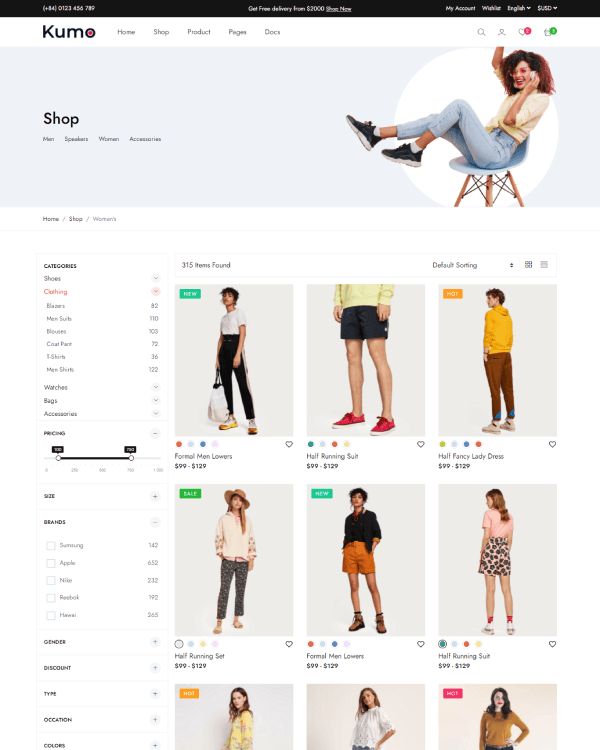 (+84) 0123 456 789
Get Free delivery from $2000 Shop Now
My Account Wishlist English $USD
Kumo
Home Shop Product Pages Docs
0
0
Shop
Men Speakers Women Accessories
Home / Shop / Women's
CATEGORIES
Shoes
Clothing
Blazers 82
Men Suits 110
Blouses 103
Coat Pant 72
T-Shirts 36
Men Shirts 122
Watches
Bags
Accessories
PRICING
100 750
0 250 500 750 1 000
SIZE
BRANDS
Sumsung 142
Apple 652
Nike 232
Reebok 192
Hawai 265
GENDER
DISCOUNT
TYPE
OCCATION
COLORS
315 Items Found
Default Sorting
NEW
HOT
Formal Men Lowers
$99 - $129
Half Running Suit
$99 - $129
Half Fancy Lady Dress
$99 - $129
SALE
NEW
Half Running Set
$99 - $129
Formal Men Lowers
$99 - $129
Half Running Suit
$99 - $129
HOT
HOT